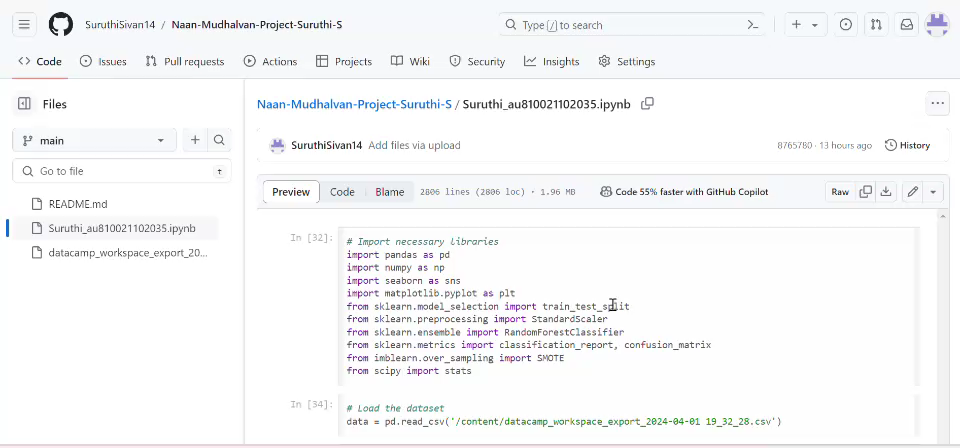 SuruthiSivan14 / Naan-Mudhalvan-Project-Suruthi-S
Type / to search
Code Issues Pull requests Actions Projects Wiki Security Insights Settings
Files
main
Go to file t
README.md
Suruthi_au810021102035.ipynb
datacamp_workspace_export_20...
Naan-Mudhalvan-Project-Suruthi-S / Suruthi_au810021102035.ipynb
SuruthiSivan14 Add files via upload 8765780 · 13 hours ago History
Preview Code Blame 2806 lines (2806 loc) · 1.96 MB Code 55% faster with GitHub Copilot Raw
In [32]:
# Import necessary libraries
import pandas as pd
import numpy as np
import seaborn as sns
import matplotlib.pyplot as plt
from sklearn.model_selection import train_test_split
from sklearn.preprocessing import StandardScaler
from sklearn.ensemble import RandomForestClassifier
from sklearn.metrics import classification_report, confusion_matrix
from imblearn.over_sampling import SMOTE
from scipy import stats
In [34]:
# Load the dataset
data = pd.read_csv('/content/datacamp_workspace_export_2024-04-01 19_32_28.csv')